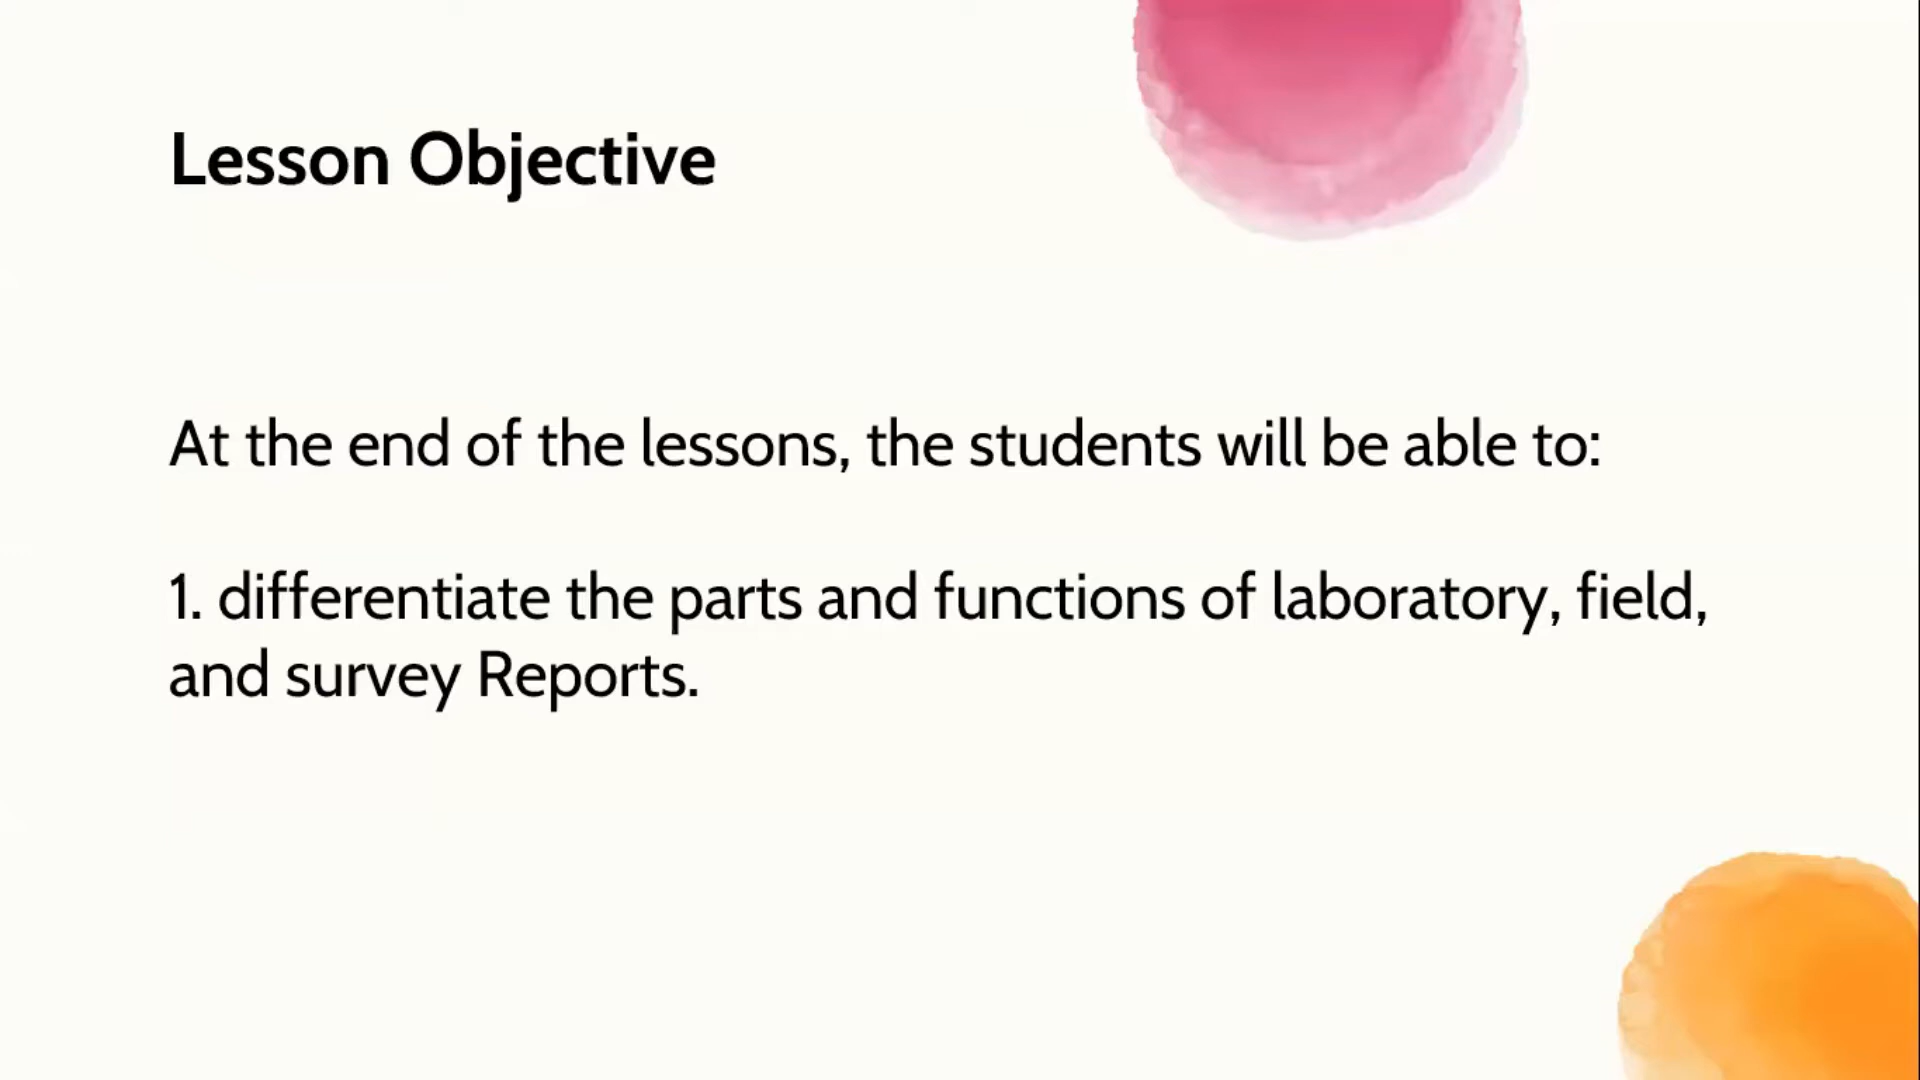 Lesson Objective
At the end of the lessons, the students will be able to:
1. differentiate the parts and functions of laboratory, field,
and survey Reports.